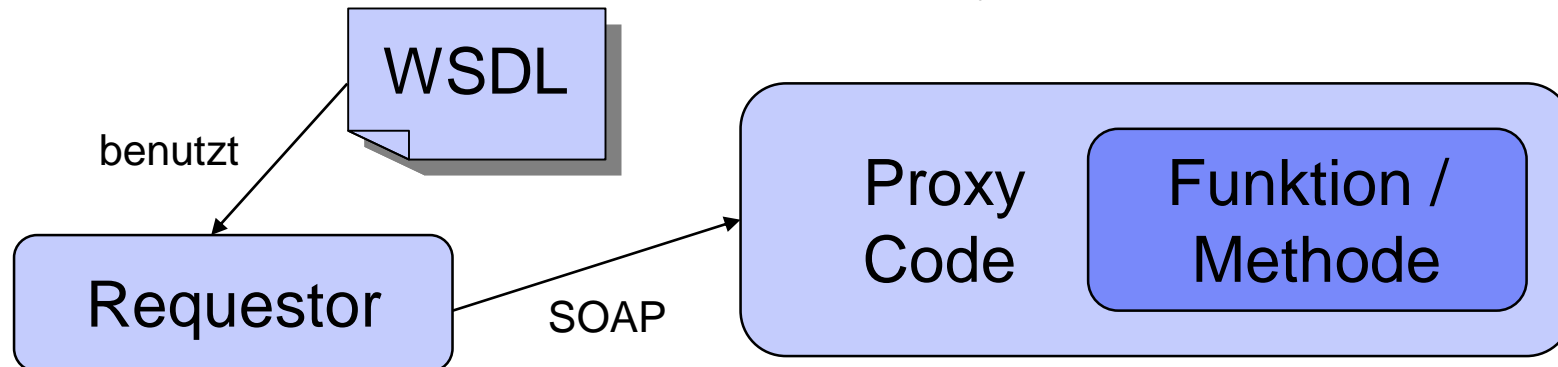 WSDL
benutzt
Requestor
SOAP
Proxy
Code
Funktion /
Methode